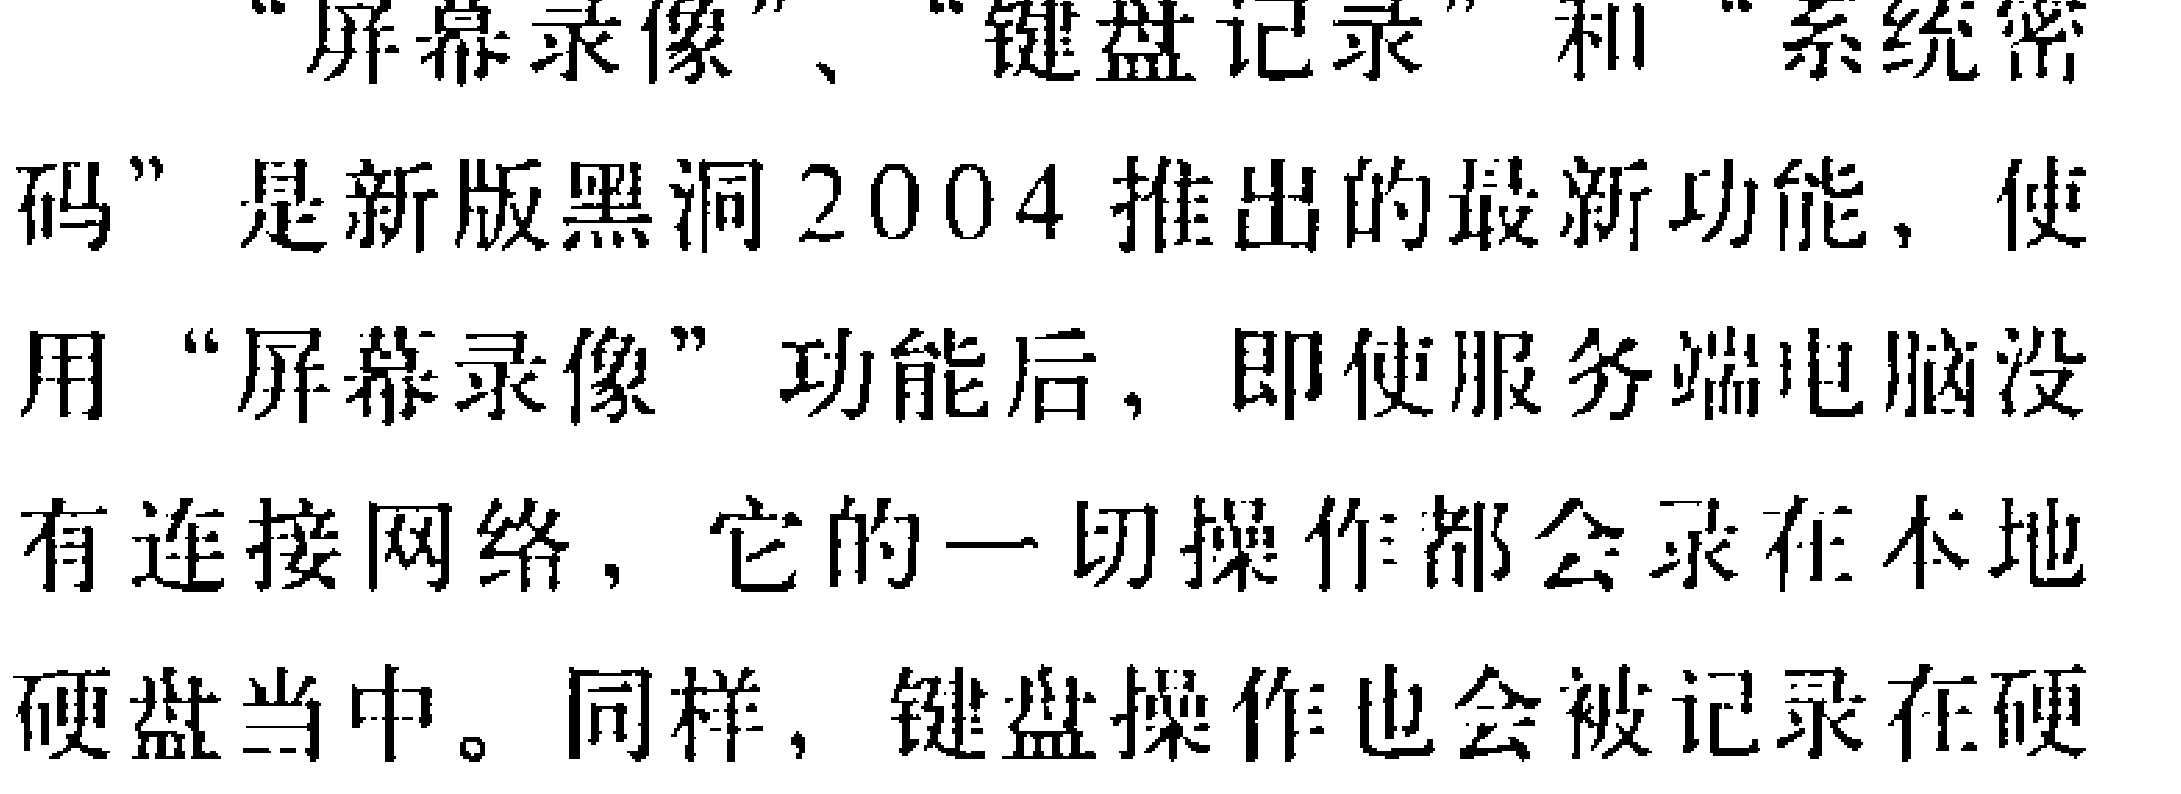 “屏幕录像”、“键盘记录”和“系统密
码”是新版黑洞2004推出的最新功能，使
用“屏幕录像”功能后，即使服务端电脑没
有连接网络，它的一切操作都会录在本地
硬盘当中。同样，键盘操作也会被记录在硬